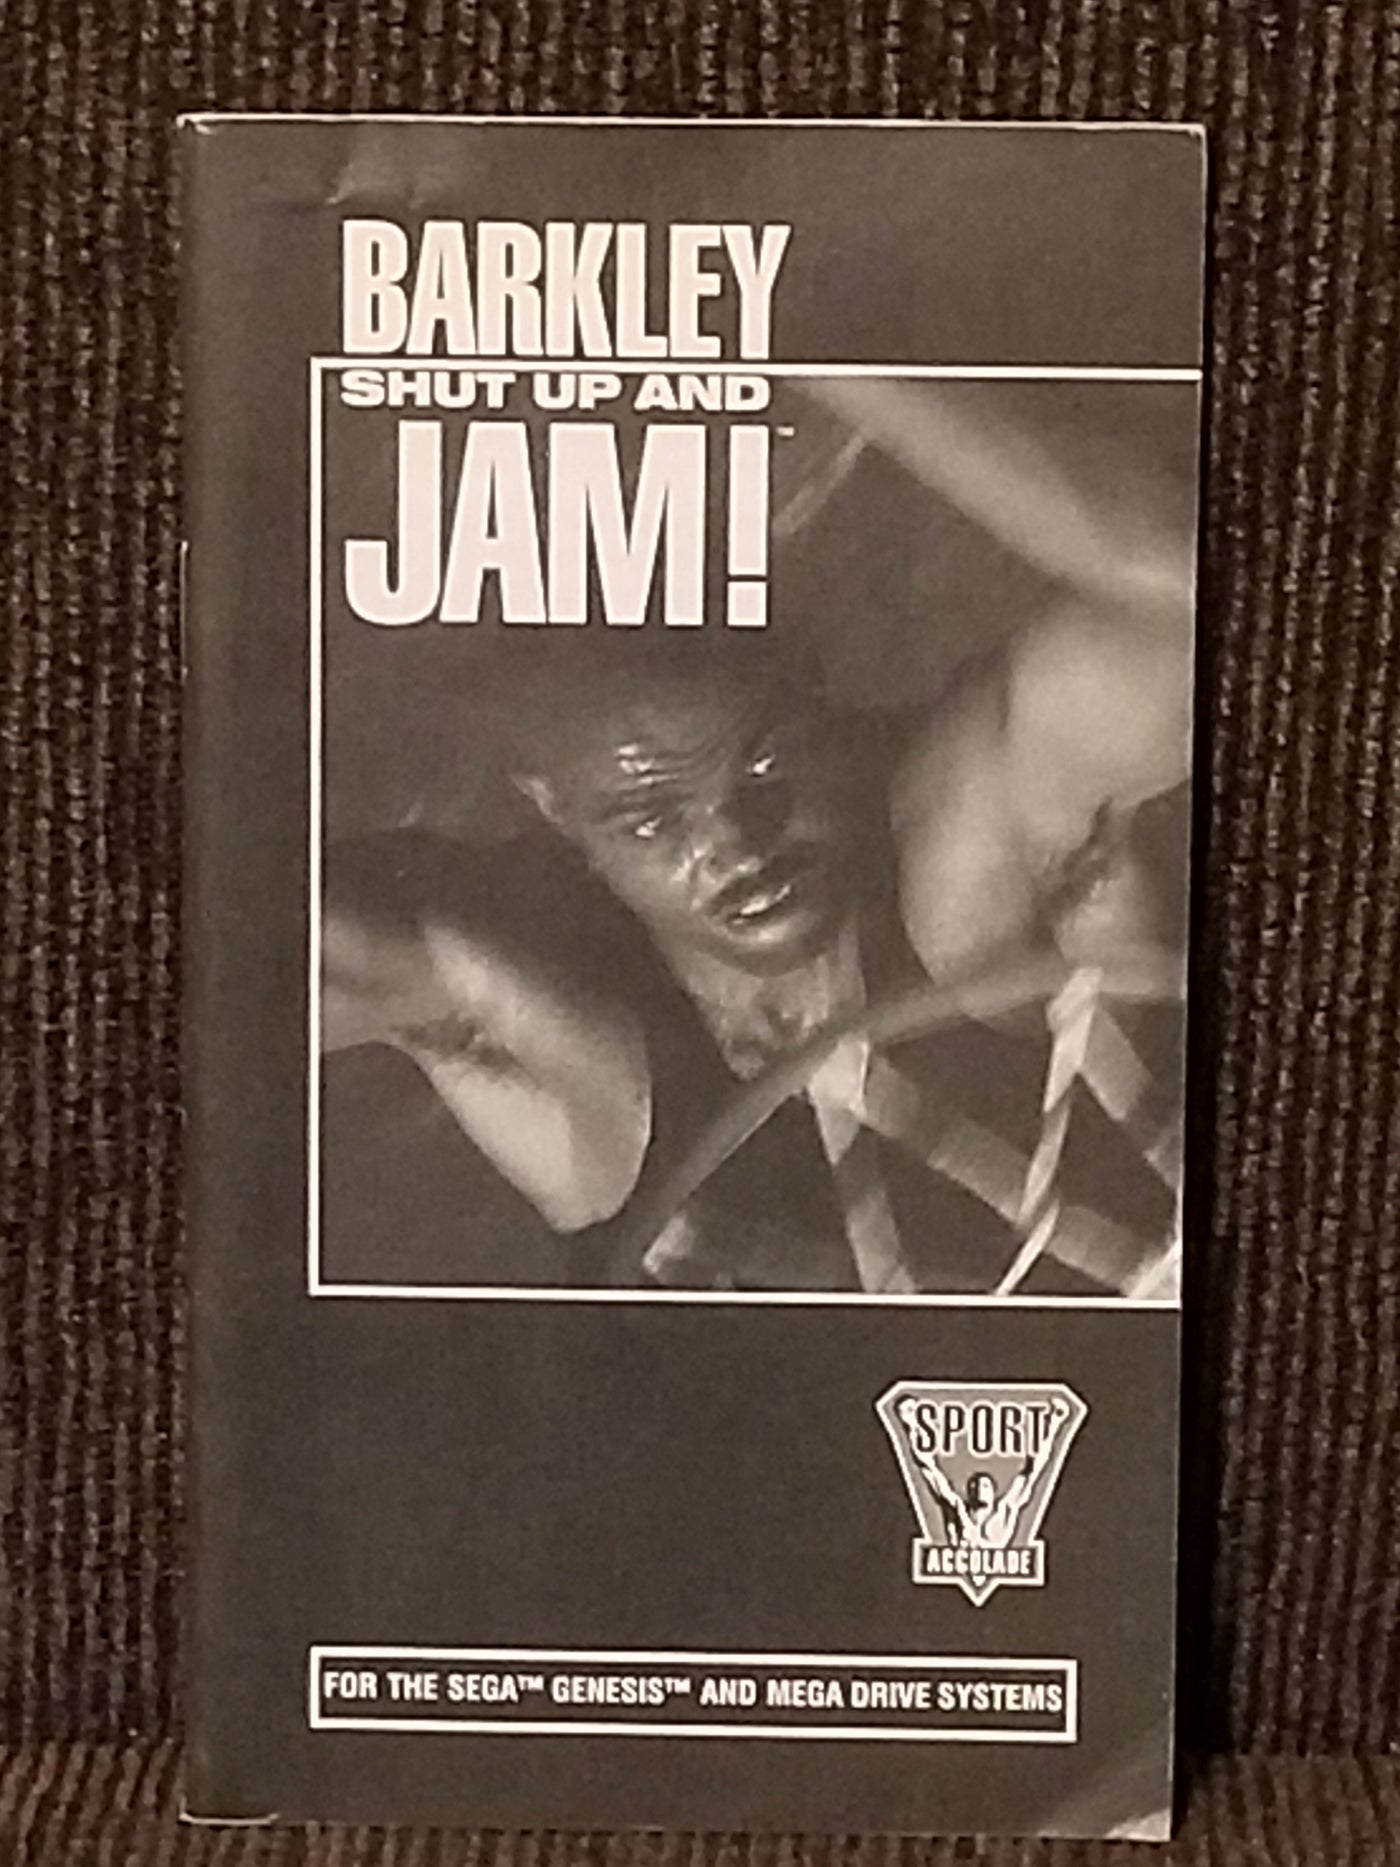 BARKLEY
SHUT UP AND
JAM!™
SPORT
ACCOLADE
FOR THE SEGA™ GENESIS™ AND MEGA DRIVE SYSTEMS